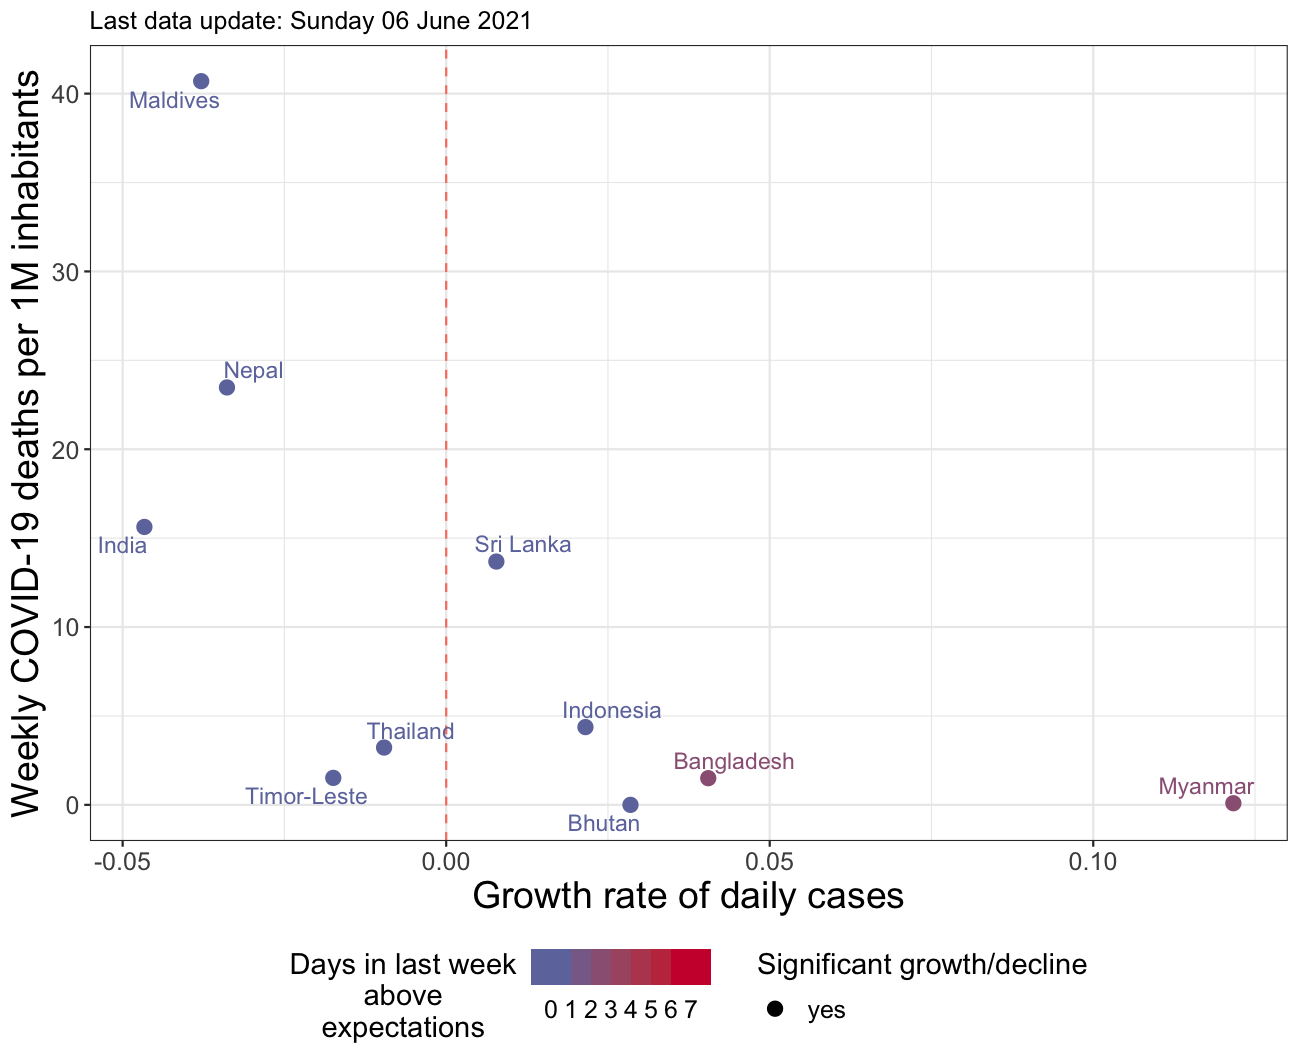 Last data update: Sunday 06 June 2021
Weekly COVID-19 deaths per 1M inhabitants
40
30
20
10
0
Maldives
Nepal
India
Sri Lanka
Indonesia
Thailand
Bangladesh
Timor-Leste
Myanmar
Bhutan
-0.05 0.00 0.05 0.10
Growth rate of daily cases
Days in last week
above
expectations
0 1 2 3 4 5 6 7
Significant growth/decline
yes